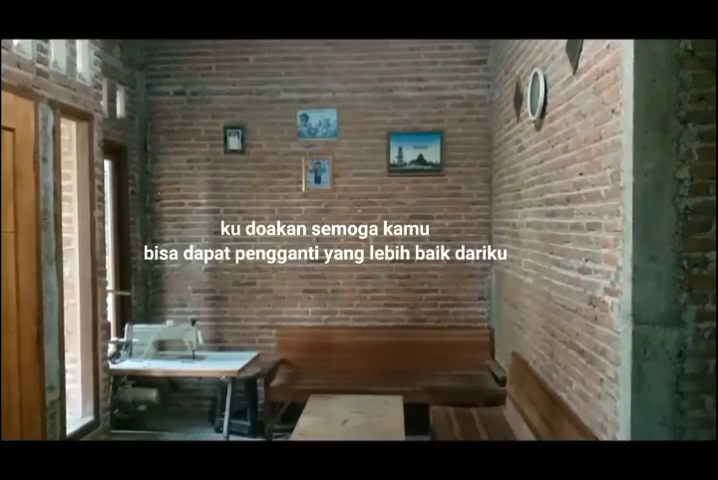 ku doakan semoga kamu
bisa dapat pengganti yang lebih baik dariku